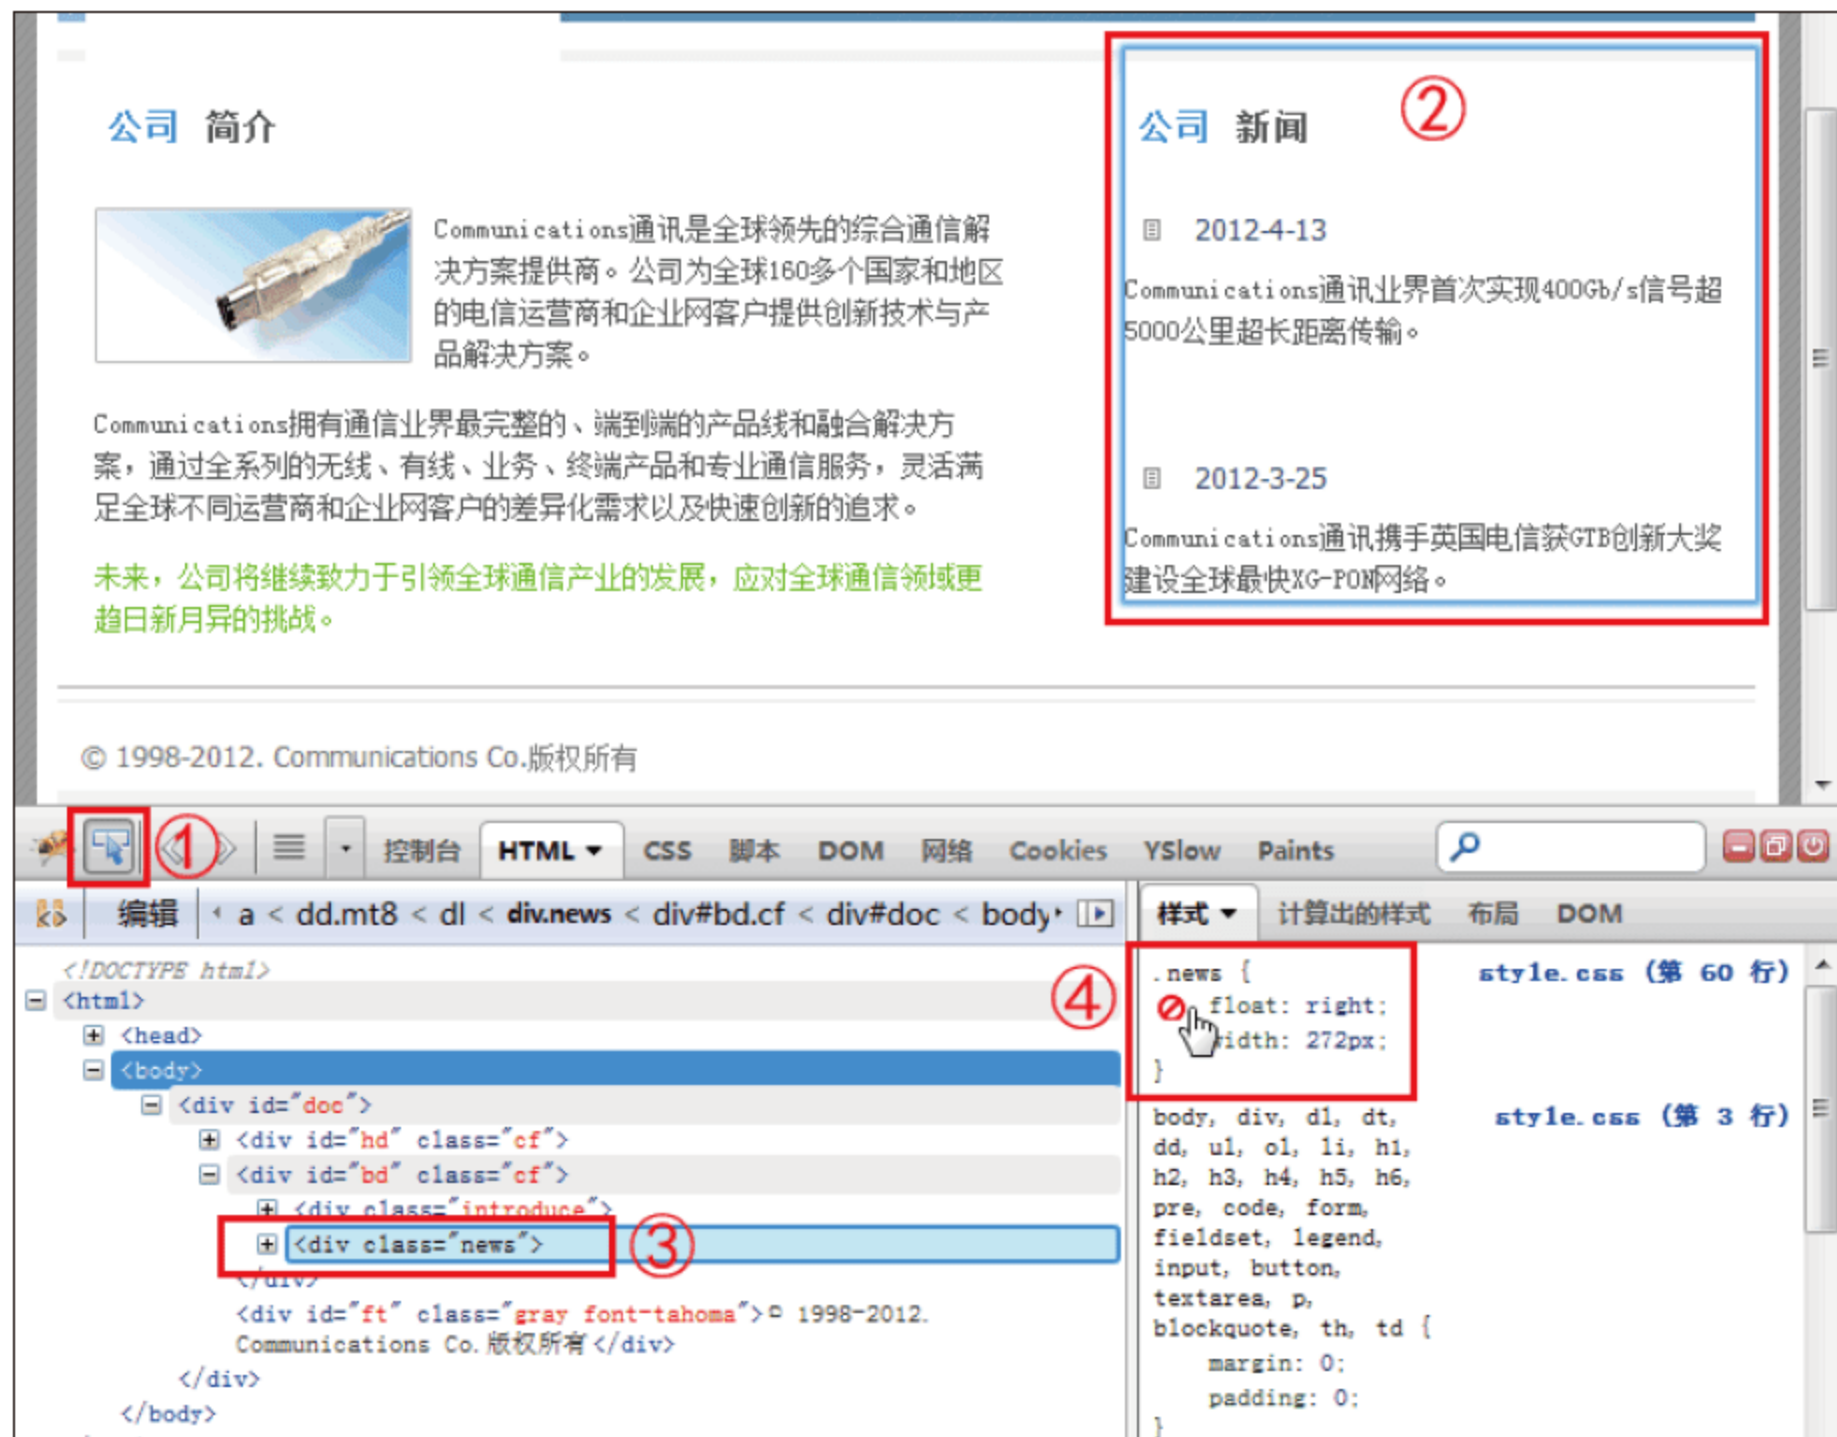 公司 简介
Communications通讯是全球领先的综合通信解
决方案提供商。公司为全球160多个国家和地区
的电信运营商和企业网客户提供创新技术与产
品解决方案。
Communications拥有通信业界最完整的、端到端的产品线和融合解决方
案，通过全系列的无线、有线、业务、终端产品和专业通信服务，灵活满
足全球不同运营商和企业网客户的差异化需求以及快速创新的追求。
未来，公司将继续致力于引领全球通信产业的发展，应对全球通信领域更
趋日新月异的挑战。
②
公司 新闻
2012-4-13
Communications通讯业界首次实现400Gb/s信号超
5000公里超长距离传输。
2012-3-25
Communications通讯携手英国电信获GTB创新大奖
建设全球最快XG-PON网络。
© 1998-2012. Communications Co.版权所有
①
控制台 HTML CSS 脚本 DOM 网络 Cookies YSlow Paints
编辑 a < dd.mt8 < dl < div.news < div#bd.cf < div#doc < body
<!DOCTYPE html>
<html>
<head>
<body>
<div id="doc">
<div id="hd" class="cf">
<div id="bd" class="cf">
<div class="introduce">
<div class="news">
③
</div>
<div id="ft" class="gray font-tahoma">© 1998-2012.
Communications Co.版权所有</div>
</div>
</body>
样式 计算出的样式 布局 DOM
④
.news {
style.css (第 60 行)
float: right;
width: 272px;
}
body, div, dl, dt,
style.css (第 3 行)
dd, ul, ol, li, h1,
h2, h3, h4, h5, h6,
pre, code, form,
fieldset, legend,
input, button,
textarea, p,
blockquote, th, td {
margin: 0;
padding: 0;
}